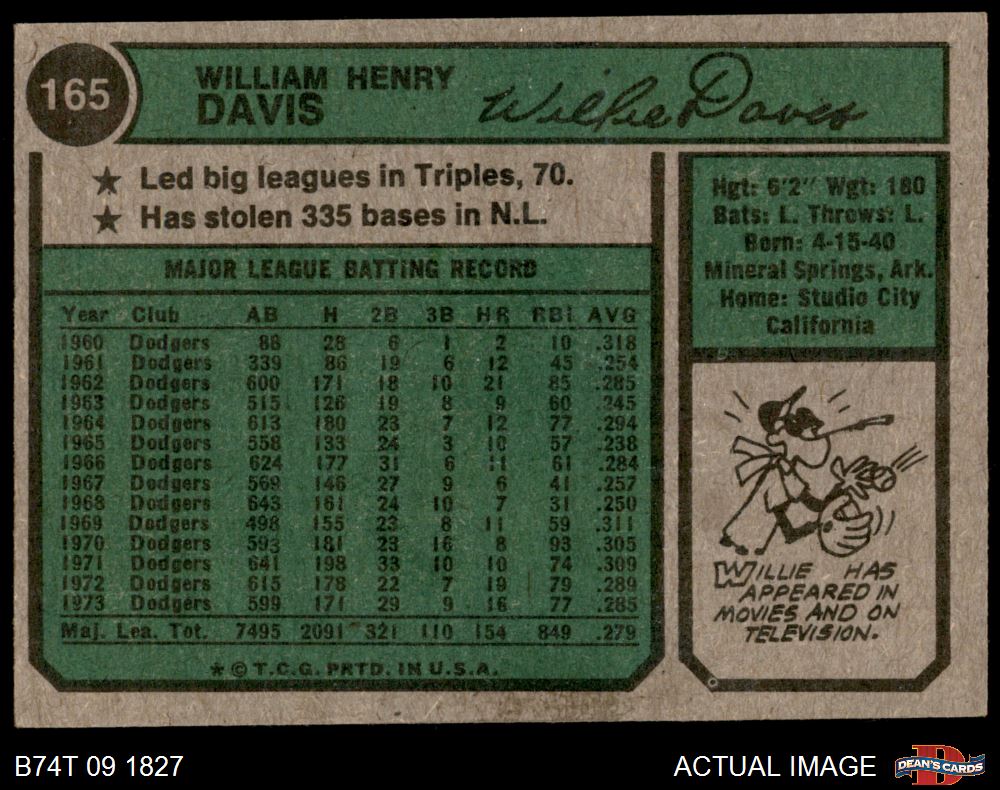 165
WILLIAM HENRY
DAVIS
Willie Davis
★ Led big leagues in Triples, 70.
★ Has stolen 335 bases in N.L.
MAJOR LEAGUE BATTING RECORD
Year Club AB H 2B 3B HR RBI AVG
1960 Dodgers 88 28 6 1 2 10 .318
1961 Dodgers 339 86 19 6 12 45 .254
1962 Dodgers 600 171 18 10 21 85 .285
1963 Dodgers 515 126 19 8 9 60 .245
1964 Dodgers 613 180 23 7 12 77 .294
1965 Dodgers 558 133 24 3 10 57 .238
1966 Dodgers 624 177 31 6 11 61 .284
1967 Dodgers 569 146 27 9 6 41 .257
1968 Dodgers 643 161 24 10 7 31 .250
1969 Dodgers 498 155 23 8 11 59 .311
1970 Dodgers 593 181 23 16 8 93 .305
1971 Dodgers 641 198 33 10 10 74 .309
1972 Dodgers 615 178 22 7 19 79 .289
1973 Dodgers 599 171 29 9 16 77 .285
Maj. Lea. Tot. 7495 2091 321 110 154 849 .279
★ © T.C.G. PRTD. IN U.S.A.
Hgt: 6'2" Wgt: 180
Bats: L. Throws: L.
Born: 4-15-40
Mineral Springs, Ark.
Home: Studio City
California
WILLIE HAS
APPEARED IN
MOVIES AND ON
TELEVISION.
B74T 09 1827
ACTUAL IMAGE
D
DEAN'S CARDS